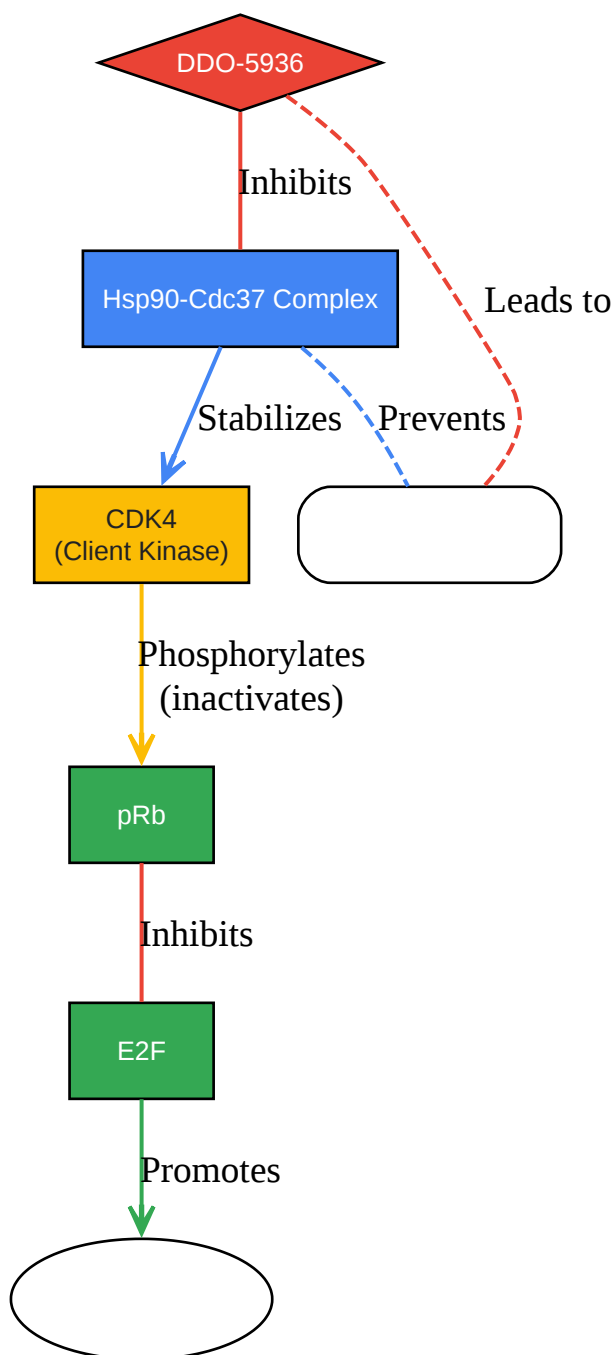 DDO-5936
Inhibits
Hsp90-Cdc37 Complex
Leads to
Stabilizes
Prevents
CDK4
(Client Kinase)
Phosphorylates
(inactivates)
pRb
Inhibits
E2F
Promotes